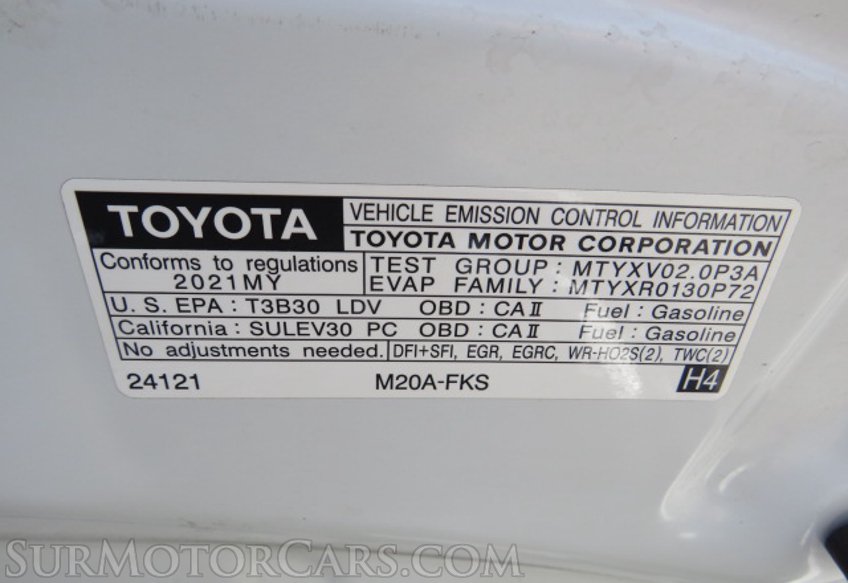 TOYOTA
VEHICLE EMISSION CONTROL INFORMATION
TOYOTA MOTOR CORPORATION
Conforms to regulations
2021MY
TEST GROUP : MTYXV02.0P3A
EVAP FAMILY : MTYXR0130P72
U. S. EPA : T3B30 LDV OBD : CAⅡ Fuel : Gasoline
California : SULEV30 PC OBD : CAⅡ Fuel : Gasoline
No adjustments needed. DFI+SFI, EGR, EGRC, WR-HO2S(2), TWC(2)
24121 M20A-FKS H4
SurMotorCars.com